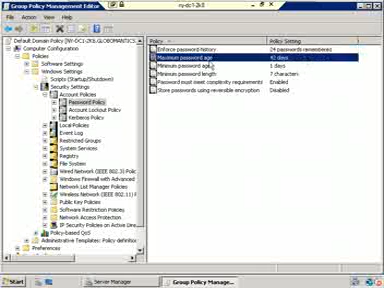 Group Policy Management Editor
ny-dc1-2k8
File Action View Help
Default Domain Policy [NY-DC1-2K8.GLOBOMANTICS
Computer Configuration
Policies
Software Settings
Windows Settings
Scripts (Startup/Shutdown)
Security Settings
Account Policies
Password Policy
Account Lockout Policy
Kerberos Policy
Local Policies
Event Log
Restricted Groups
System Services
Registry
File System
Wired Network (IEEE 802.3) P
Windows Firewall with Advanced
Network List Manager Policies
Wireless Network (IEEE 802.11) P
Public Key Policies
Software Restriction Policies
Network Access Protection
IP Security Policies on Active
Policy-based QoS
Administrative Templates: Policy definition
Preferences
Policy Policy Setting
Enforce password history 24 passwords remembered
Maximum password age 42 days
Minimum password age 1 days
Minimum password length 7 characters
Password must meet complexity requirements Enabled
Store passwords using reversible encryption Disabled
Start Server Manager Group Policy Manage...